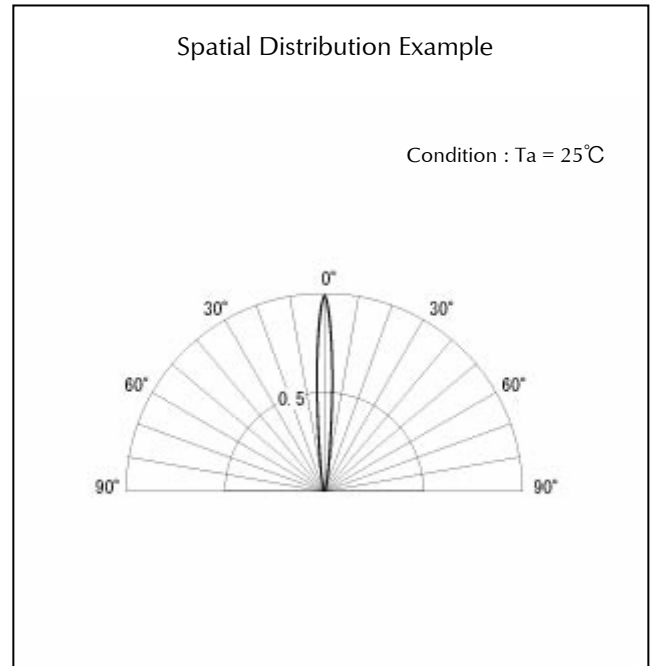 Spatial Distribution Example
Condition : Ta = 25℃
0°
30° 30°
60° 60°
0.5
90° 90°